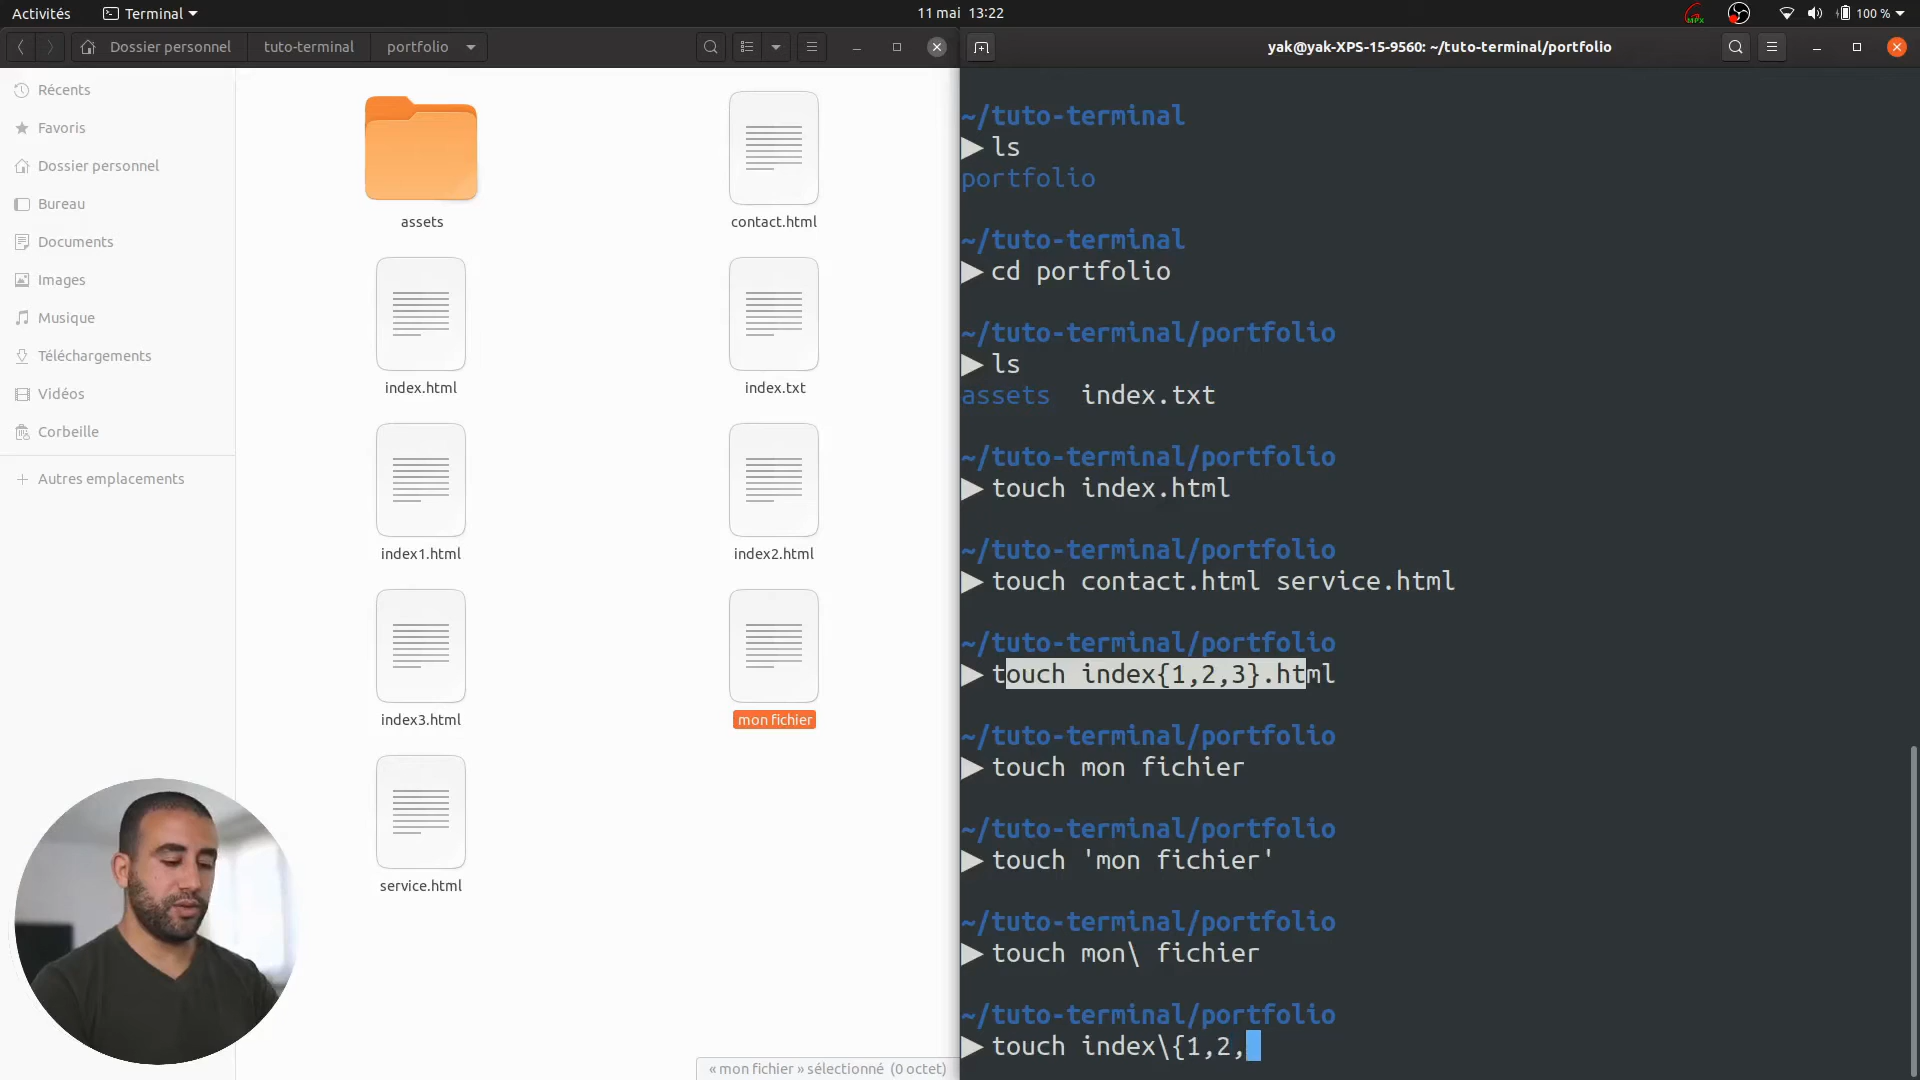 Activités
Terminal
11 mai 13:22
MPX
100 %
Dossier personnel
tuto-terminal
portfolio
yak@yak-XPS-15-9560: ~/tuto-terminal/portfolio
Récents
Favoris
Dossier personnel
Bureau
Documents
Images
Musique
Téléchargements
Vidéos
Corbeille
+ Autres emplacements
assets
contact.html
index.html
index.txt
index1.html
index2.html
index3.html
mon fichier
service.html
« mon fichier » sélectionné (0 octet)
~/tuto-terminal
▶ ls
portfolio
~/tuto-terminal
▶ cd portfolio
~/tuto-terminal/portfolio
▶ ls
assets index.txt
~/tuto-terminal/portfolio
▶ touch index.html
~/tuto-terminal/portfolio
▶ touch contact.html service.html
~/tuto-terminal/portfolio
▶ touch index{1,2,3}.html
~/tuto-terminal/portfolio
▶ touch mon fichier
~/tuto-terminal/portfolio
▶ touch 'mon fichier'
~/tuto-terminal/portfolio
▶ touch mon\ fichier
~/tuto-terminal/portfolio
▶ touch index\{1,2,